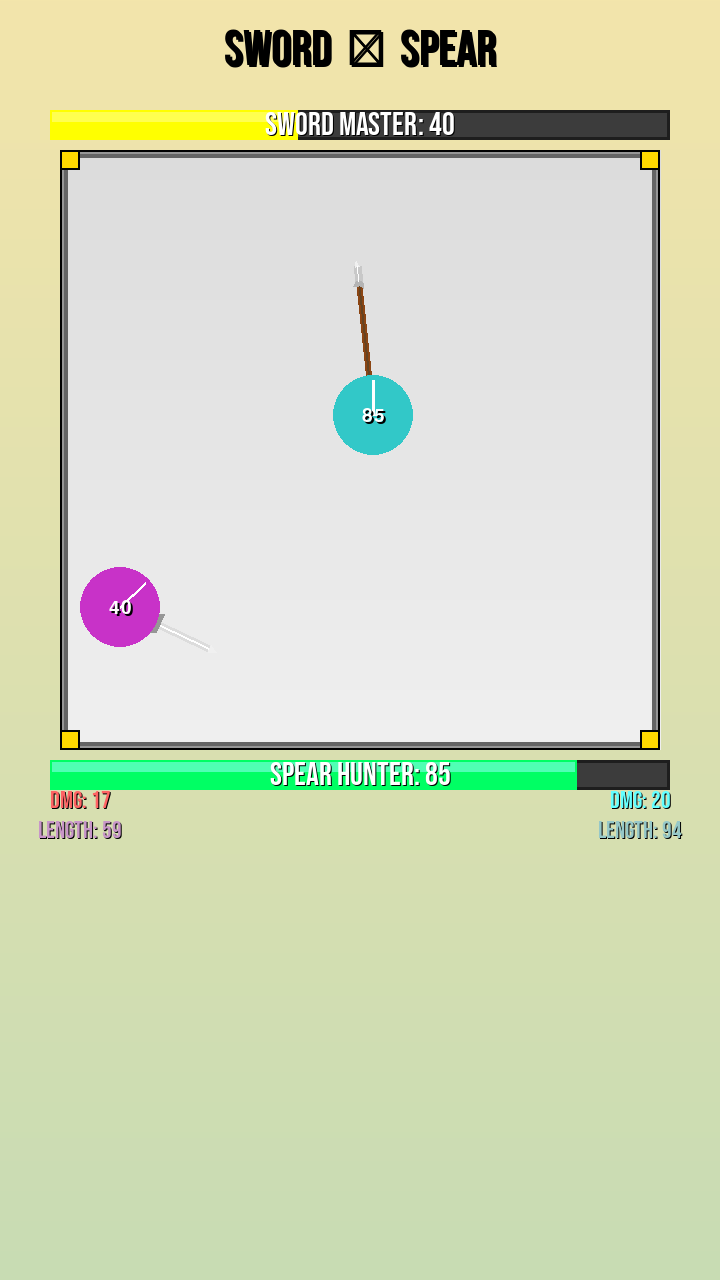 SWORD ☒ SPEAR
SWORD MASTER: 40
85
40
SPEAR HUNTER: 85
DMG: 17
DMG: 20
LENGTH: 59
LENGTH: 94